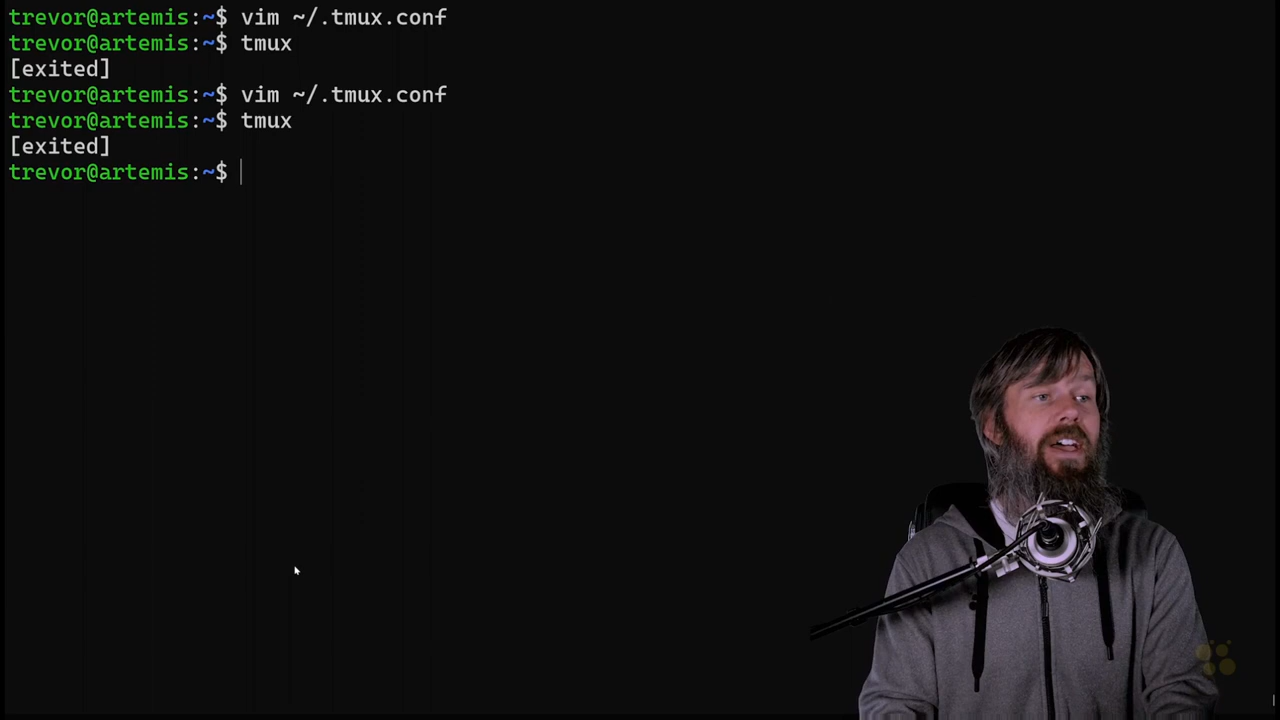 trevor@artemis:~$ vim ~/.tmux.conf
trevor@artemis:~$ tmux
[exited]
trevor@artemis:~$ vim ~/.tmux.conf
trevor@artemis:~$ tmux
[exited]
trevor@artemis:~$